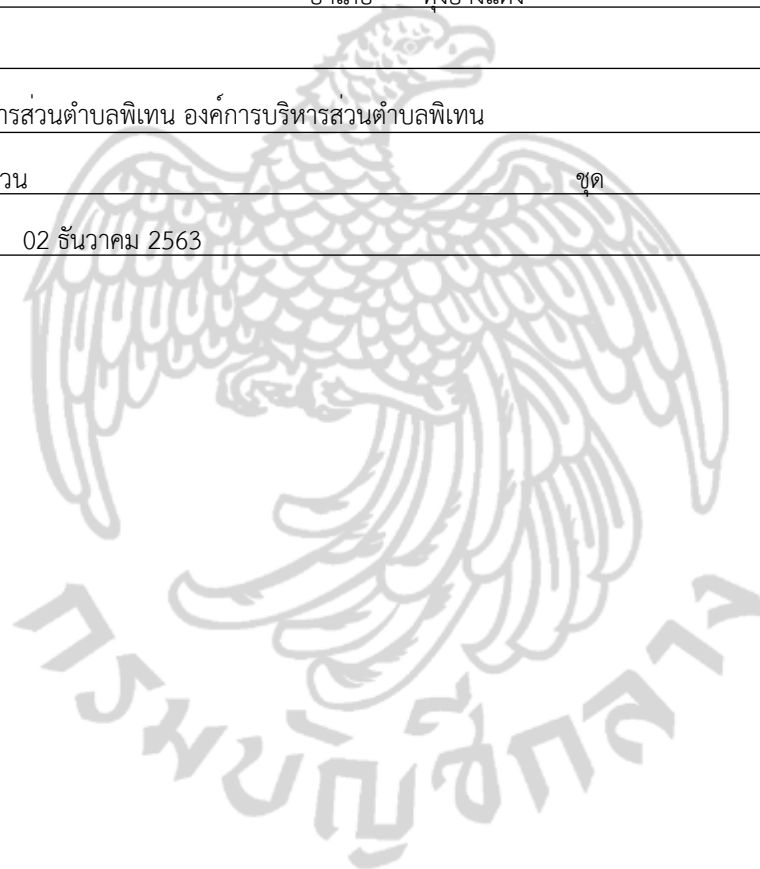 ารส่วนตำบลพิเทน องค์การบริหารส่วนตำบลพิเทน
วน ชุด
02 ธันวาคม 2563
กรมบัญชีกลาง